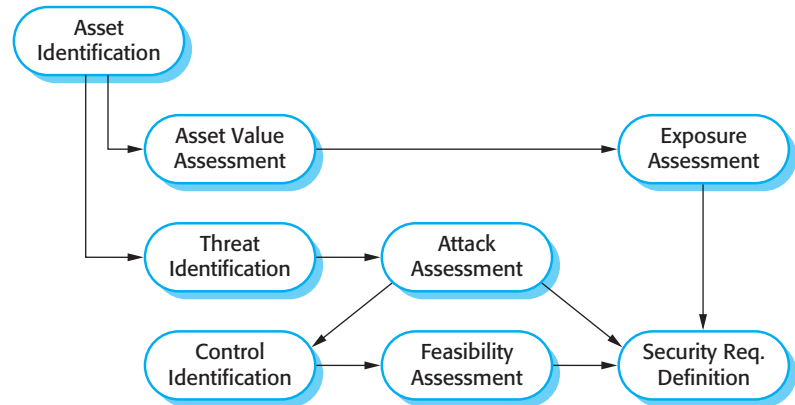 Asset
Identification
Asset Value
Assessment
Exposure
Assessment
Threat
Identification
Attack
Assessment
Control
Identification
Feasibility
Assessment
Security Req.
Definition